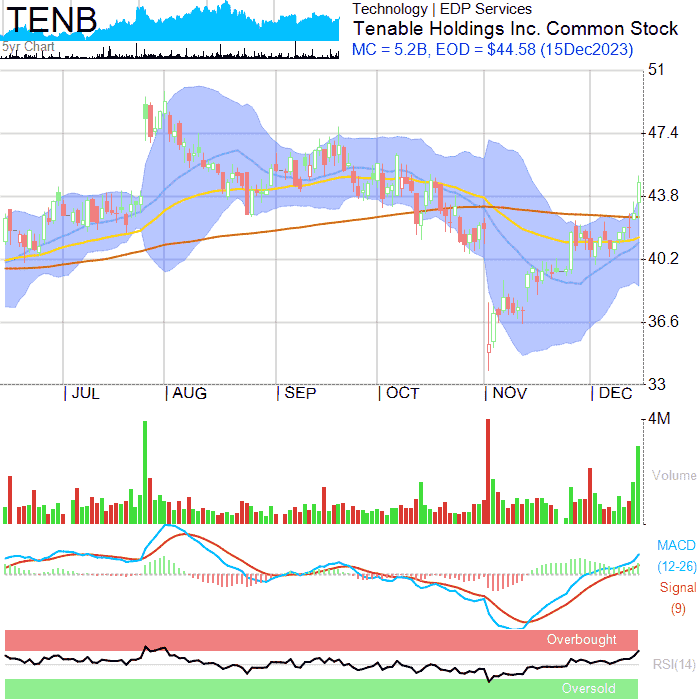 TENB
5yr Chart
Technology | EDP Services
Tenable Holdings Inc. Common Stock
MC = 5.2B, EOD = $44.58 (15Dec2023)
51
47.4
43.8
40.2
36.6
33
| JUL | AUG | SEP | OCT | NOV | DEC
4M
Volume
MACD
(12-26)
Signal
(9)
Overbought
RSI(14)
Oversold